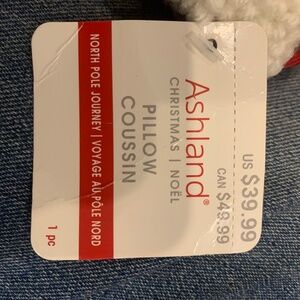 US $39.99
CAN $49.99
Ashland®
CHRISTMAS | NOËL
PILLOW
COUSSIN
NORTH POLE JOURNEY | VOYAGE AU PÔLE NORD
1 pc